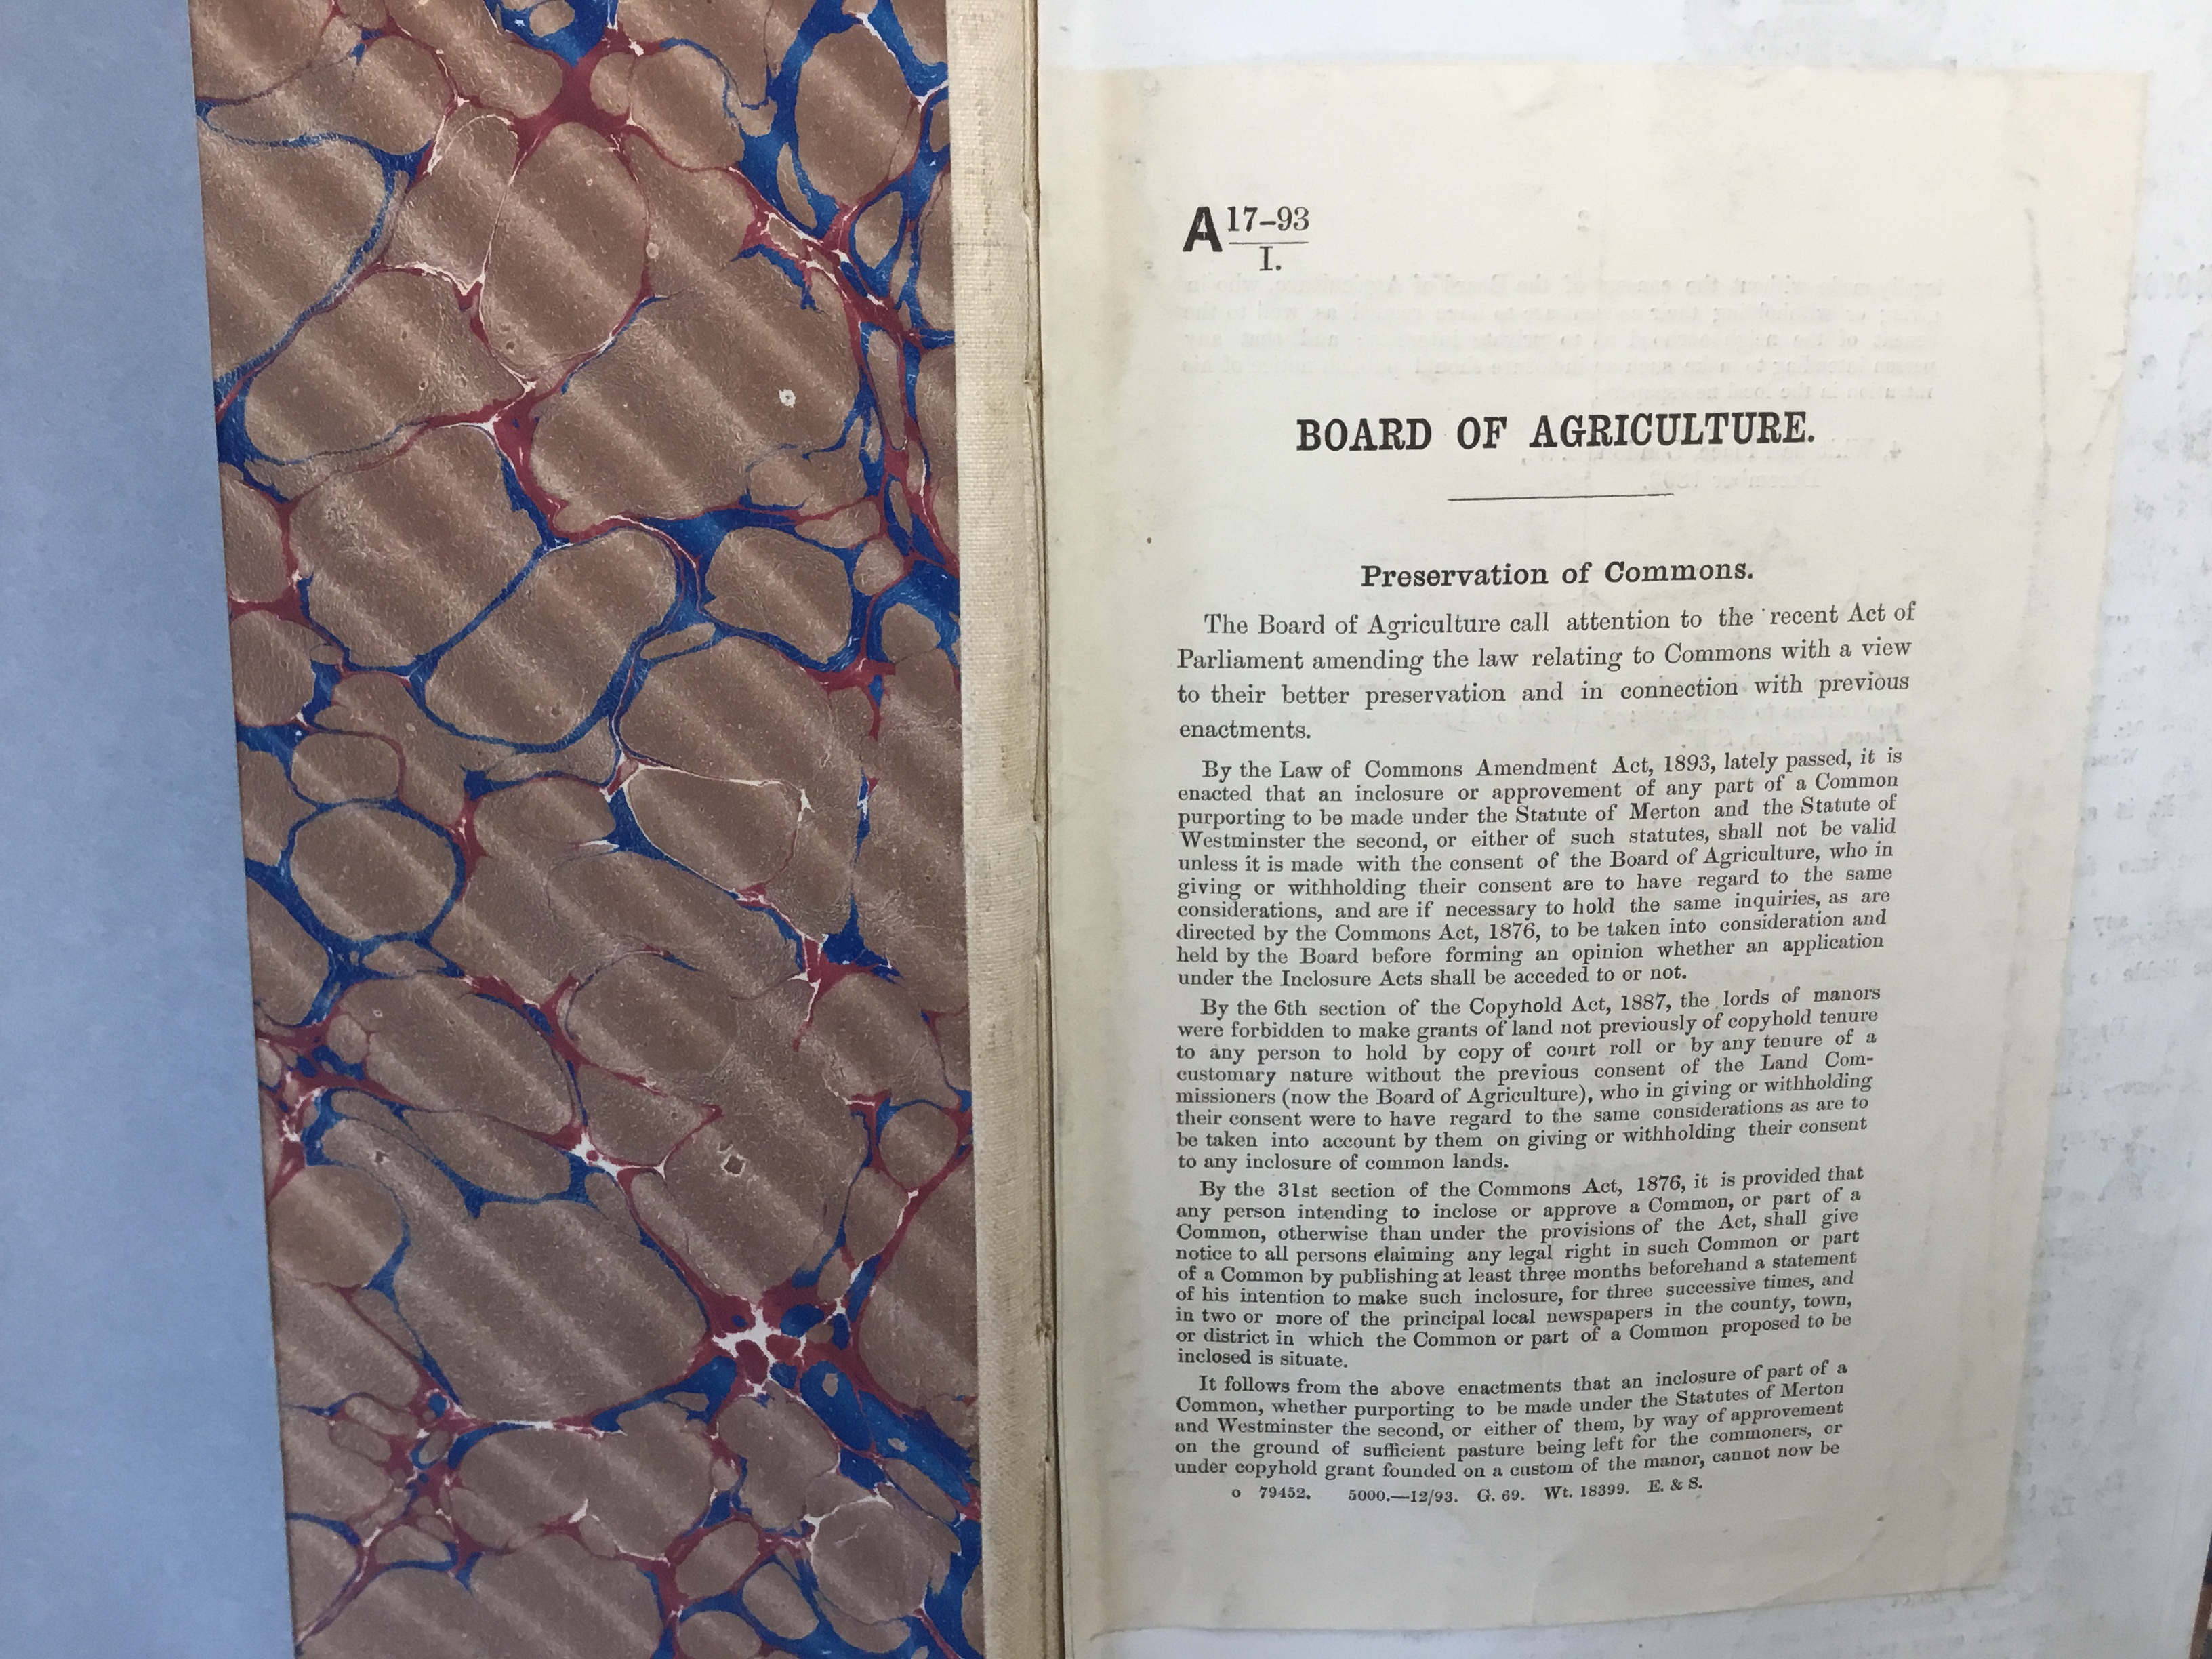 A 17–93
I.
BOARD OF AGRICULTURE.
Preservation of Commons.
The Board of Agriculture call attention to the recent Act of
Parliament amending the law relating to Commons with a view
to their better preservation and in connection with previous
enactments.
By the Law of Commons Amendment Act, 1893, lately passed, it is
enacted that an inclosure or approvement of any part of a Common
purporting to be made under the Statute of Merton and the Statute of
Westminster the second, or either of such statutes, shall not be valid
unless it is made with the consent of the Board of Agriculture, who in
giving or withholding their consent are to have regard to the same
considerations, and are if necessary to hold the same inquiries, as are
directed by the Commons Act, 1876, to be taken into consideration and
held by the Board before forming an opinion whether an application
under the Inclosure Acts shall be acceded to or not.
By the 6th section of the Copyhold Act, 1887, the lords of manors
were forbidden to make grants of land not previously of copyhold tenure
to any person to hold by copy of court roll or by any tenure of a
customary nature without the previous consent of the Land Com-
missioners (now the Board of Agriculture), who in giving or withholding
their consent were to have regard to the same considerations as are to
be taken into account by them on giving or withholding their consent
to any inclosure of common lands.
By the 31st section of the Commons Act, 1876, it is provided that
any person intending to inclose or approve a Common, or part of a
Common, otherwise than under the provisions of the Act, shall give
notice to all persons claiming any legal right in such Common or part
of a Common by publishing at least three months beforehand a statement
of his intention to make such inclosure, for three successive times, and
in two or more of the principal local newspapers in the county, town,
or district in which the Common or part of a Common proposed to be
inclosed is situate.
It follows from the above enactments that an inclosure of part of a
Common, whether purporting to be made under the Statutes of Merton
and Westminster the second, or either of them, by way of approvement
on the ground of sufficient pasture being left for the commoners, or
under copyhold grant founded on a custom of the manor, cannot now be
o 79452. 5000.—12/93. G. 69. Wt. 18399. E. & S.